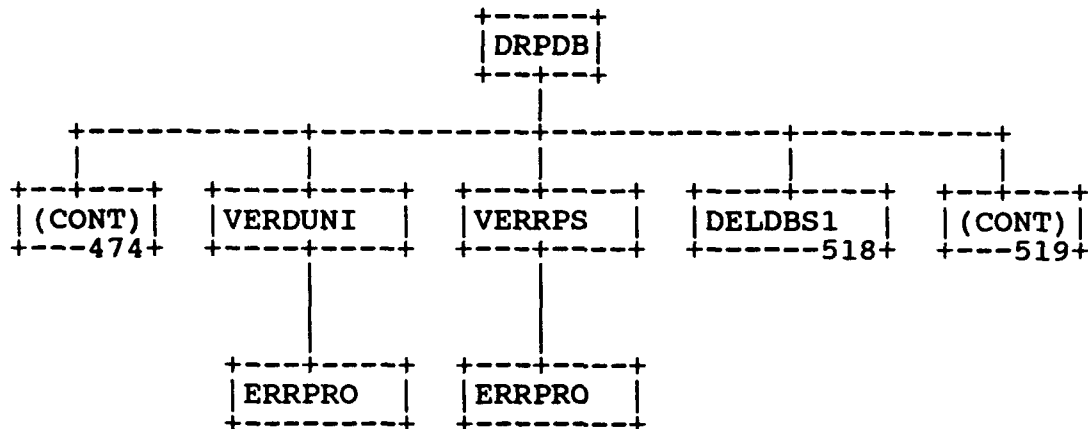 DRPDB
(CONT) VERDUNI VERRPS DELDBS1 (CONT)
474 518 519
ERRPRO ERRPRO